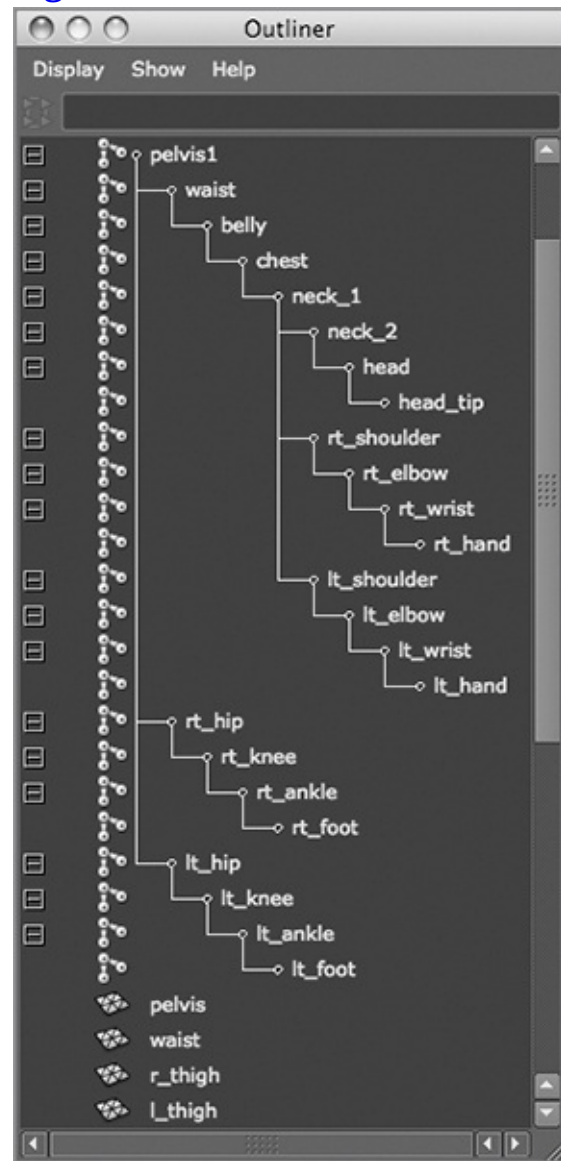 Outliner
Display Show Help
pelvis1
waist
belly
chest
neck_1
neck_2
head
head_tip
rt_shoulder
rt_elbow
rt_wrist
rt_hand
lt_shoulder
lt_elbow
lt_wrist
lt_hand
rt_hip
rt_knee
rt_ankle
rt_foot
lt_hip
lt_knee
lt_ankle
lt_foot
pelvis
waist
r_thigh
l_thigh